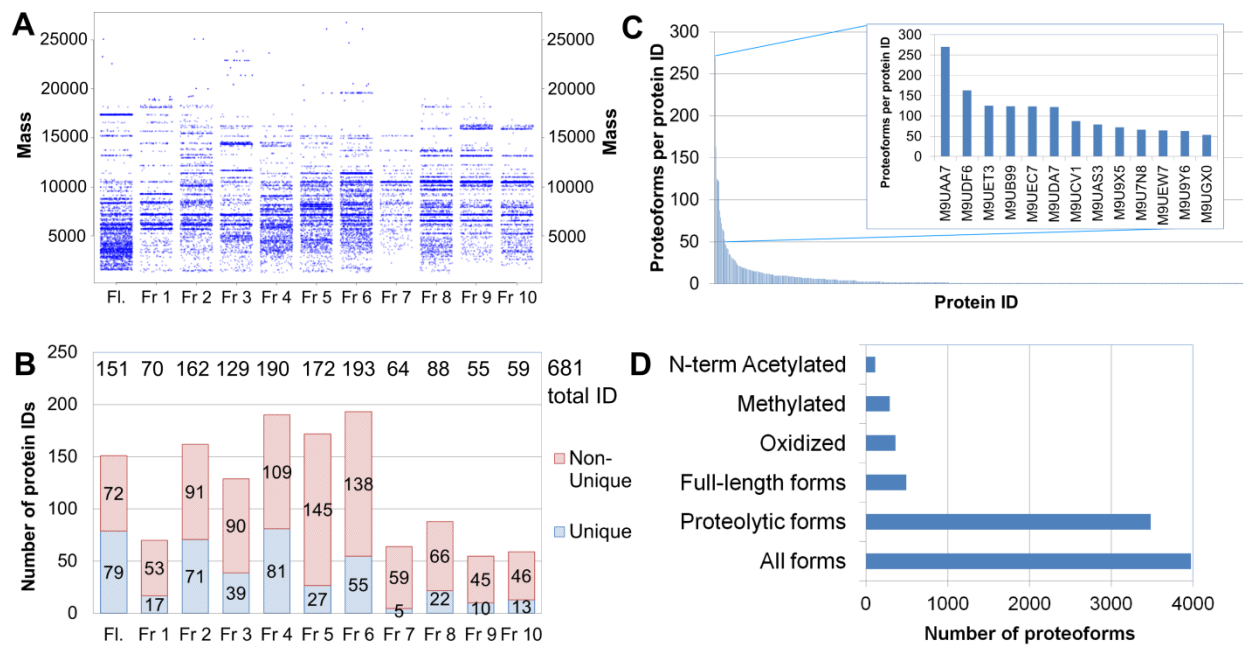 A
Mass
25000
20000
15000
10000
5000
25000
20000
15000
10000
5000
Mass
Fl. Fr 1 Fr 2 Fr 3 Fr 4 Fr 5 Fr 6 Fr 7 Fr 8 Fr 9 Fr 10
B
Number of protein IDs
250
200
150
100
50
0
151 70 162 129 190 172 193 64 88 55 59 681
total ID
72 53 91 90 109 145 138 59 66 45 46
79 17 71 39 81 27 55 5 22 10 13
Non-
Unique
Unique
Fl. Fr 1 Fr 2 Fr 3 Fr 4 Fr 5 Fr 6 Fr 7 Fr 8 Fr 9 Fr 10
C
Proteoforms per protein ID
300
250
200
150
100
50
0
Protein ID
Proteoforms per protein ID
300
250
200
150
100
50
0
M9UAA7
M9UDF6
M9UET3
M9UB99
M9UEC7
M9UDA7
M9UCV1
M9UAS3
M9U9X5
M9U7N8
M9UEW7
M9U9Y6
M9UGX0
D
N-term Acetylated
Methylated
Oxidized
Full-length forms
Proteolytic forms
All forms
0 1000 2000 3000 4000
Number of proteoforms